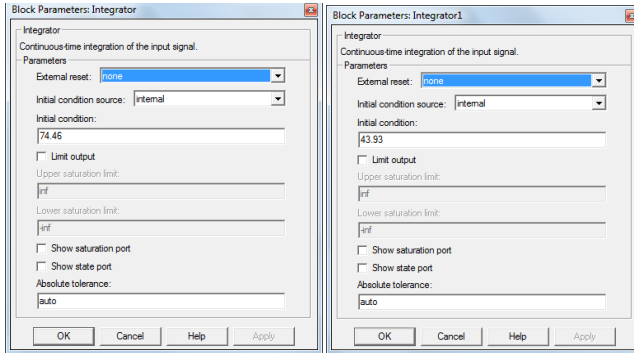 Block Parameters: Integrator
Integrator
Continuous-time integration of the input signal.
Parameters
External reset: none
Initial condition source: internal
Initial condition:
74.46
Limit output
Upper saturation limit:
inf
Lower saturation limit:
-inf
Show saturation port
Show state port
Absolute tolerance:
auto
OK Cancel Help Apply
Block Parameters: Integrator1
Integrator
Continuous-time integration of the input signal.
Parameters
External reset: none
Initial condition source: internal
Initial condition:
43.93
Limit output
Upper saturation limit:
inf
Lower saturation limit:
-inf
Show saturation port
Show state port
Absolute tolerance:
auto
OK Cancel Help Apply